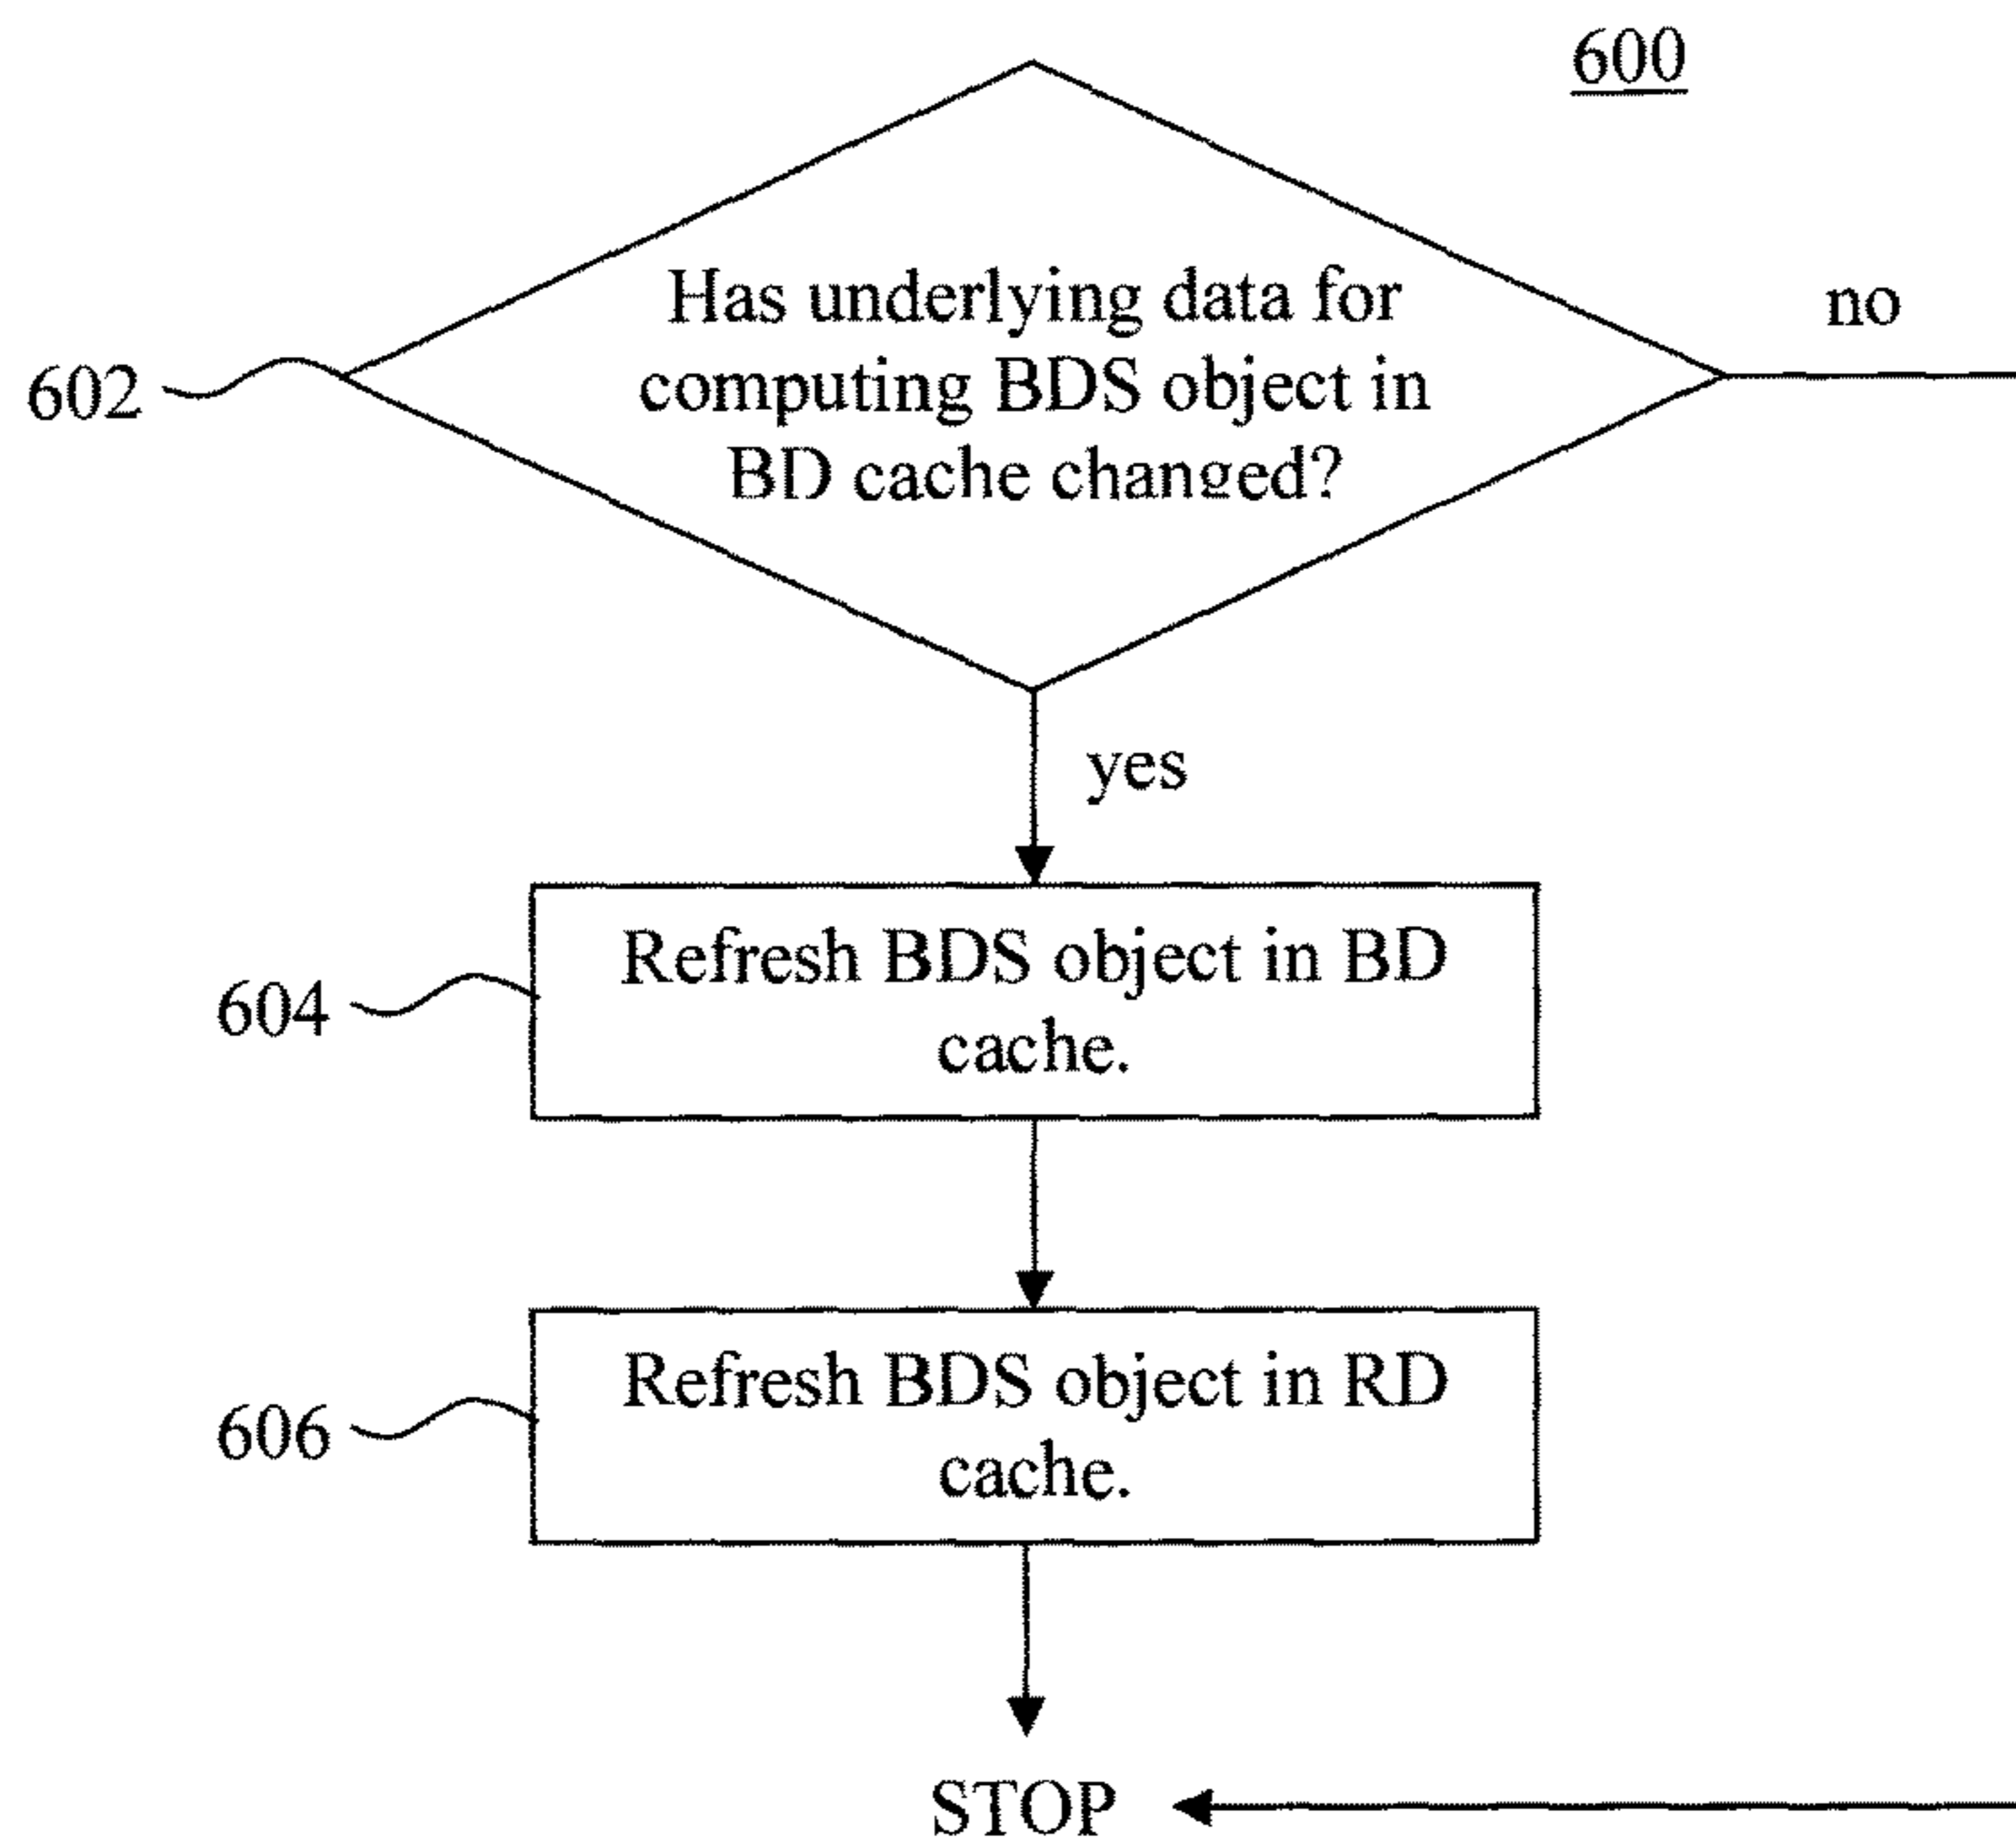 600
Has underlying data for
computing BDS object in
BD cache changed?
no
602
yes
Refresh BDS object in BD
cache.
604
Refresh BDS object in RD
cache.
606
STOP